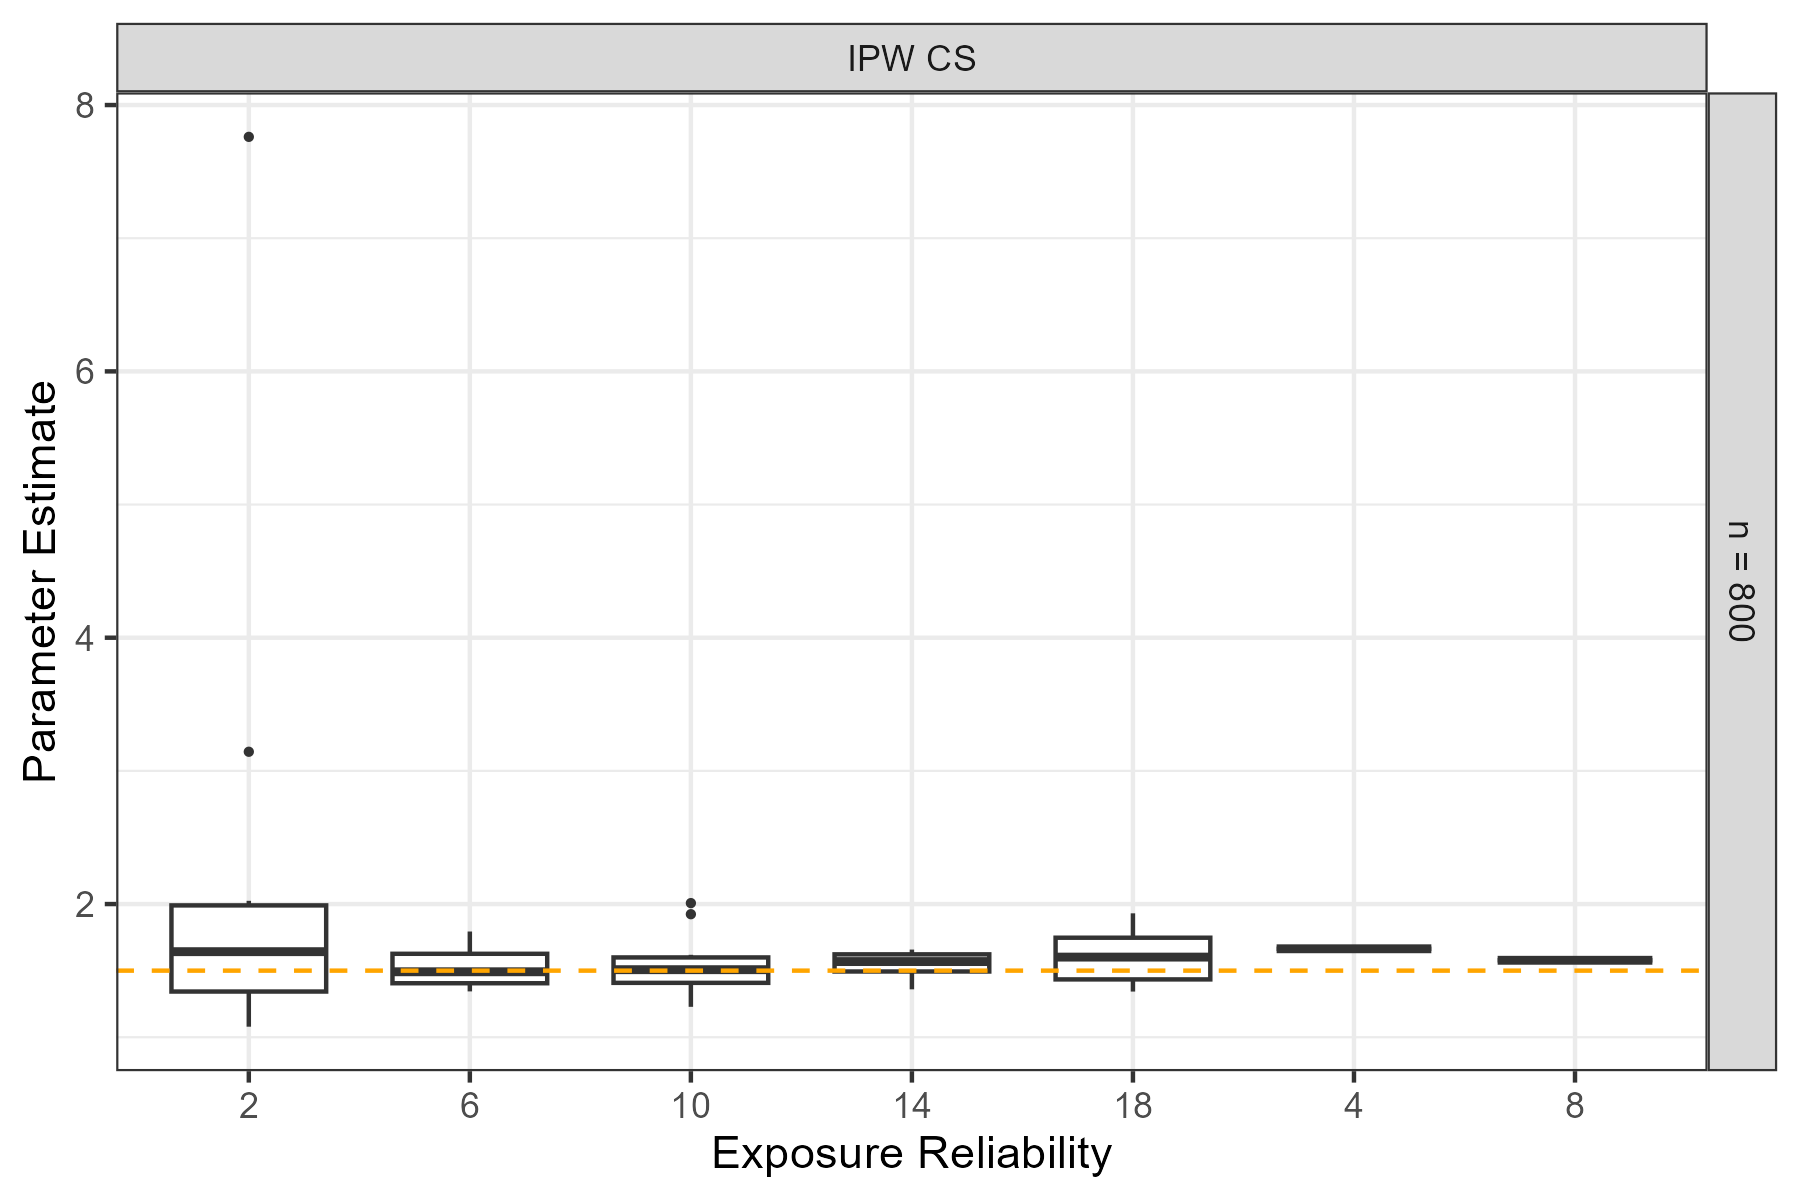 IPW CS
8
6
4
2
Parameter Estimate
n = 800
2 6 10 14 18 4 8
Exposure Reliability